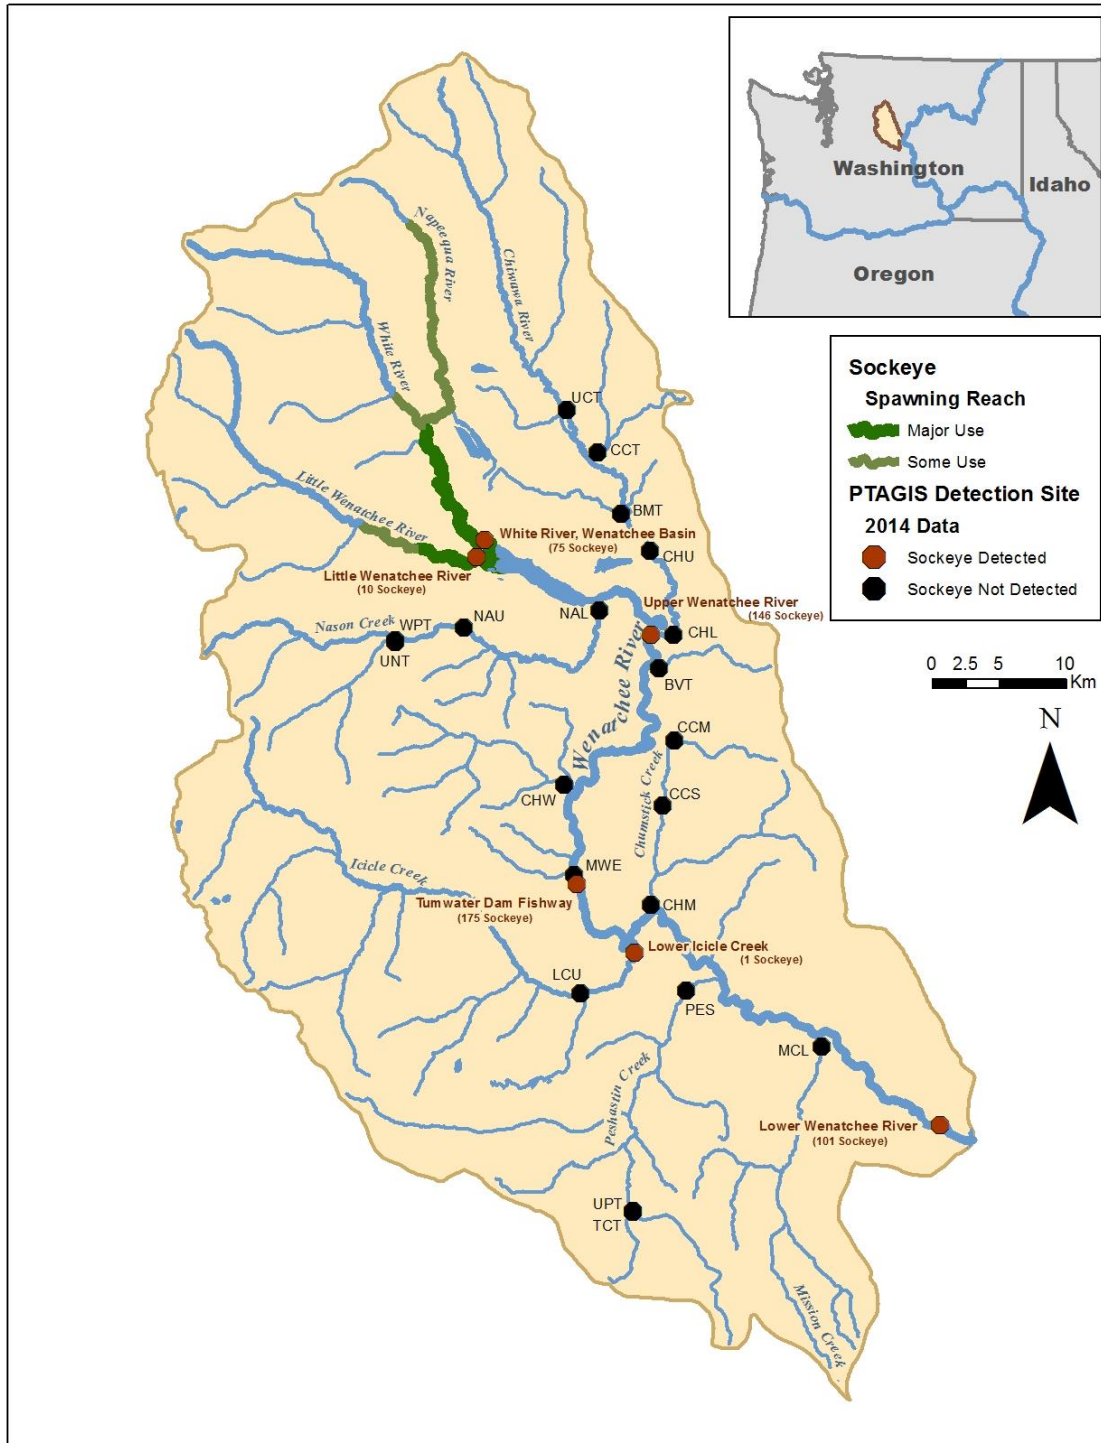 Washington
Idaho
Oregon
Sockeye
Spawning Reach
Major Use
Some Use
PTAGIS Detection Site
2014 Data
Sockeye Detected
Sockeye Not Detected
0 2.5 5 10
Km
N
Napeequa River
Chiwawa River
White River
UCT
CCT
Little Wenatchee River
BMT
White River, Wenatchee Basin
(75 Sockeye)
CHU
Little Wenatchee River
(10 Sockeye)
Upper Wenatchee River
(146 Sockeye)
NAL
Nason Creek
WPT
NAU
UNT
CHL
BVT
Wenatchee River
CCM
CHW
CCS
Chumstick Creek
MWE
Icicle Creek
Tumwater Dam Fishway
(175 Sockeye)
CHM
Lower Icicle Creek
(1 Sockeye)
LCU
PES
MCL
Peshastin Creek
Lower Wenatchee River
(101 Sockeye)
UPT
TCT
Mission Creek